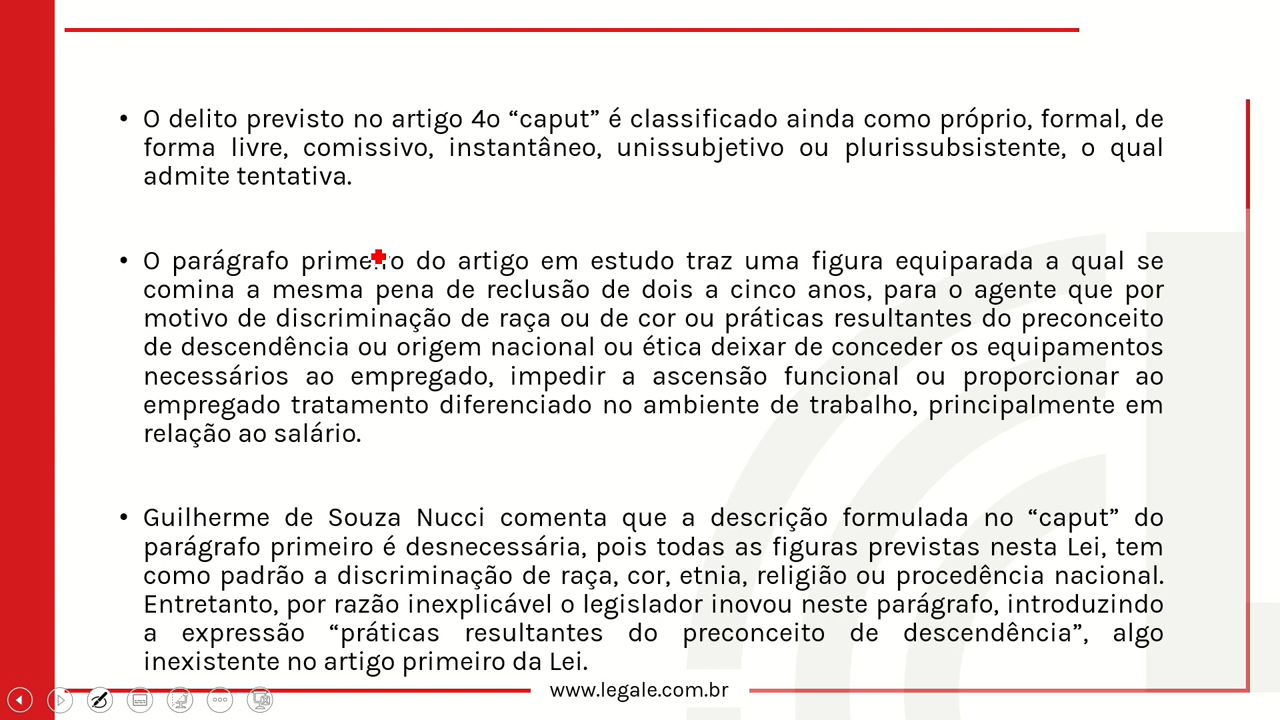 • O delito previsto no artigo 4o “caput” é classificado ainda como próprio, formal, de
forma livre, comissivo, instantâneo, unissubjetivo ou plurissubsistente, o qual
admite tentativa.
• O parágrafo primeiro do artigo em estudo traz uma figura equiparada a qual se
comina a mesma pena de reclusão de dois a cinco anos, para o agente que por
motivo de discriminação de raça ou de cor ou práticas resultantes do preconceito
de descendência ou origem nacional ou ética deixar de conceder os equipamentos
necessários ao empregado, impedir a ascensão funcional ou proporcionar ao
empregado tratamento diferenciado no ambiente de trabalho, principalmente em
relação ao salário.
• Guilherme de Souza Nucci comenta que a descrição formulada no “caput” do
parágrafo primeiro é desnecessária, pois todas as figuras previstas nesta Lei, tem
como padrão a discriminação de raça, cor, etnia, religião ou procedência nacional.
Entretanto, por razão inexplicável o legislador inovou neste parágrafo, introduzindo
a expressão “práticas resultantes do preconceito de descendência”, algo
inexistente no artigo primeiro da Lei.
www.legale.com.br